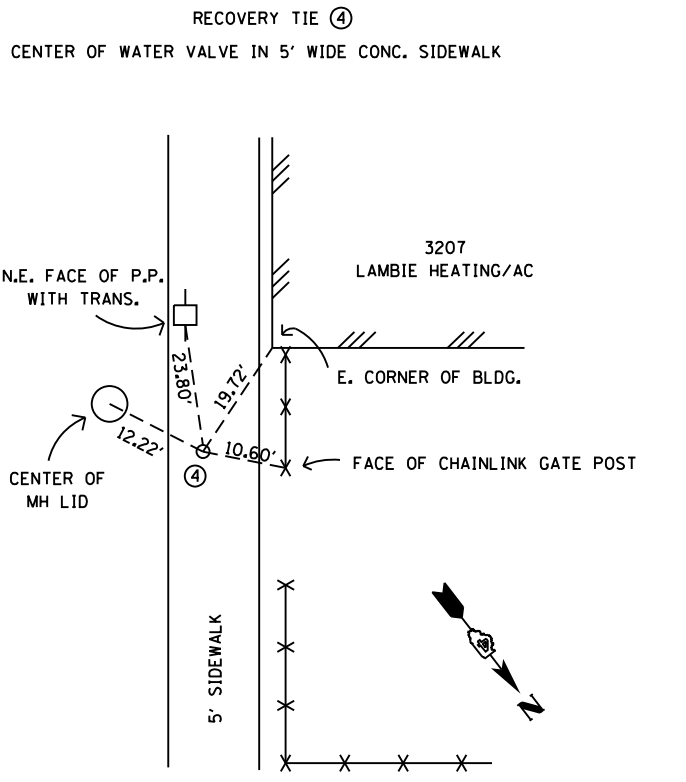 RECOVERY TIE ④
CENTER OF WATER VALVE IN 5' WIDE CONC. SIDEWALK
3207
LAMBIE HEATING/AC
N.E. FACE OF P.P.
WITH TRANS.
23.80'
19.72'
E. CORNER OF BLDG.
12.22'
10.60'
FACE OF CHAINLINK GATE POST
④
CENTER OF
MH LID
5' SIDEWALK
N